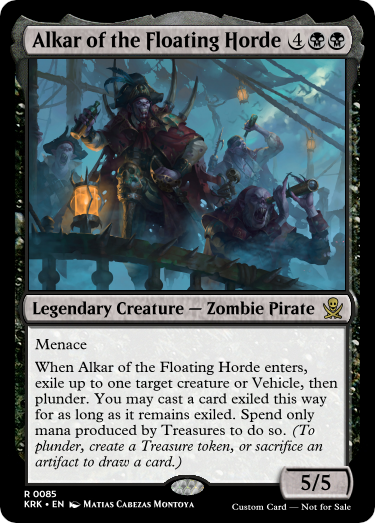 Alkar of the Floating Horde 4
Legendary Creature — Zombie Pirate
Menace
When Alkar of the Floating Horde enters,
exile up to one target creature or Vehicle, then
plunder. You may cast a card exiled this way
for as long as it remains exiled. Spend only
mana produced by Treasures to do so. (To
plunder, create a Treasure token, or sacrifice an
artifact to draw a card.)
5/5
R 0085
KRK • EN Matias Cabezas Montoya
Custom Card — Not for Sale